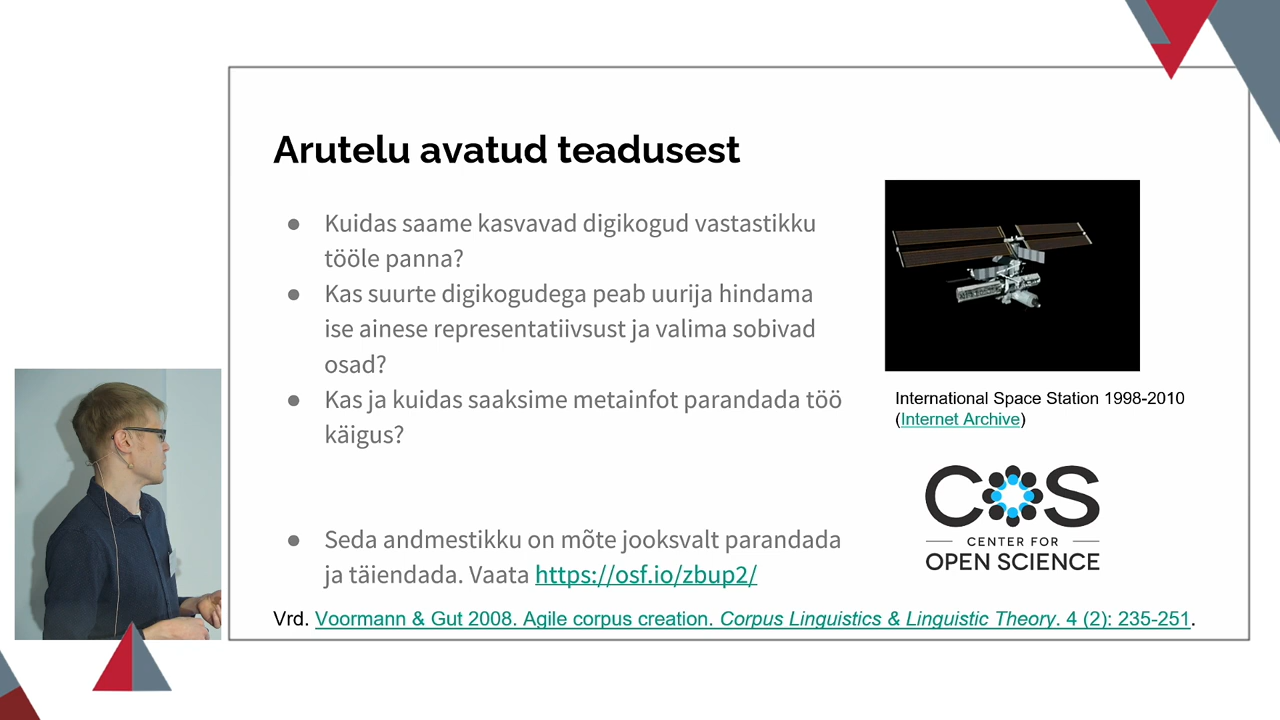 Arutelu avatud teadusest
● Kuidas saame kasvavad digikogud vastastikku
tööle panna?
● Kas suurte digikogudega peab uurija hindama
ise ainese representatiivsust ja valima sobivad
osad?
● Kas ja kuidas saaksime metainfot parandada töö
käigus?
● Seda andmestikku on mõte jooksvalt parandada
ja täiendada. Vaata https://osf.io/zbup2/
Vrd. Voormann & Gut 2008. Agile corpus creation. Corpus Linguistics & Linguistic Theory. 4 (2): 235-251.
International Space Station 1998-2010
(Internet Archive)
COS
CENTER FOR
OPEN SCIENCE